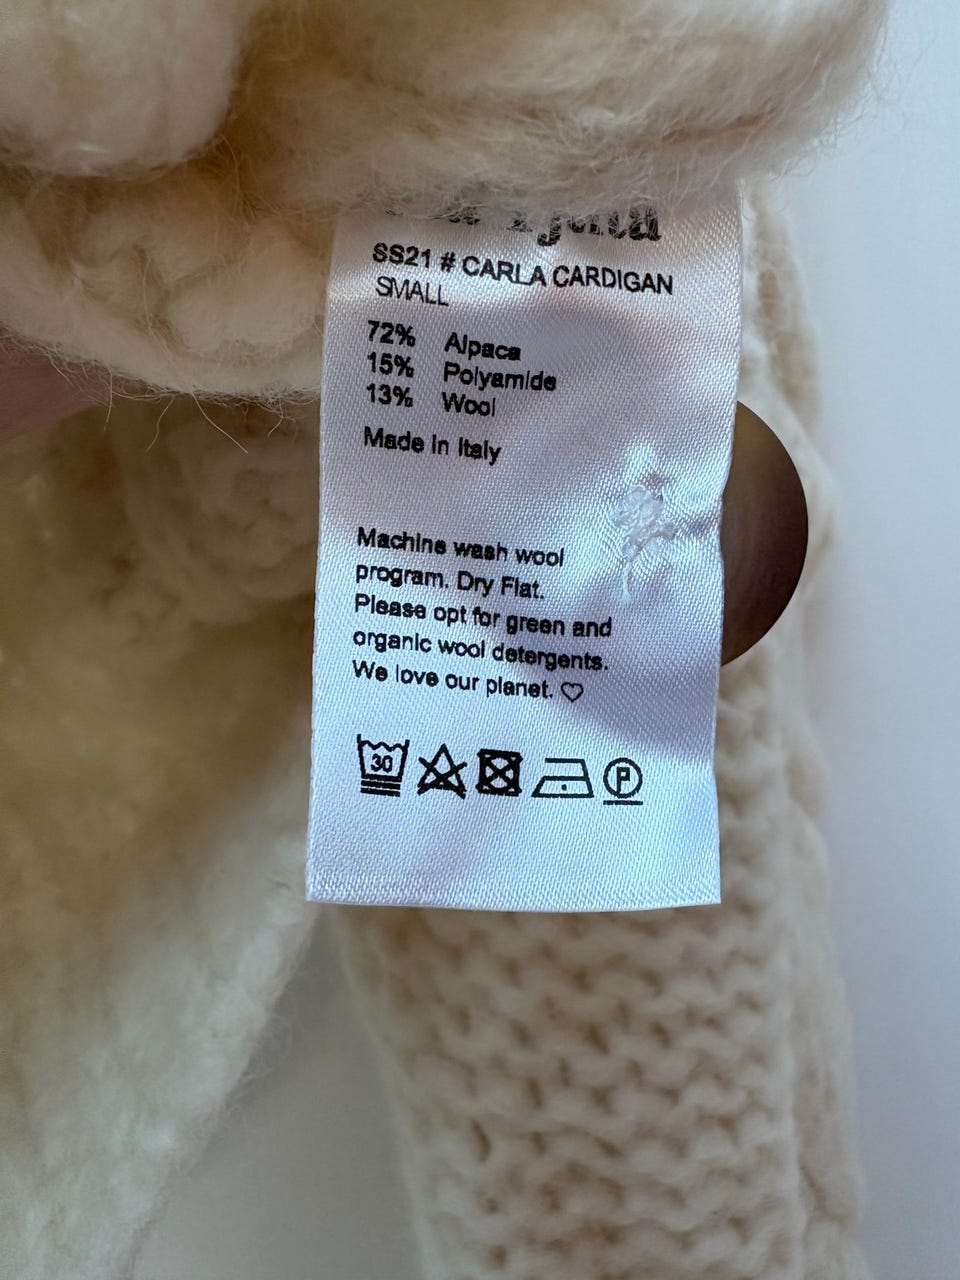 SS21 # CARLA CARDIGAN
SMALL
72% Alpaca
15% Polyamide
13% Wool
Made in Italy
Machine wash wool
program. Dry Flat.
Please opt for green and
organic wool detergents.
We love our planet. ♡
30
P